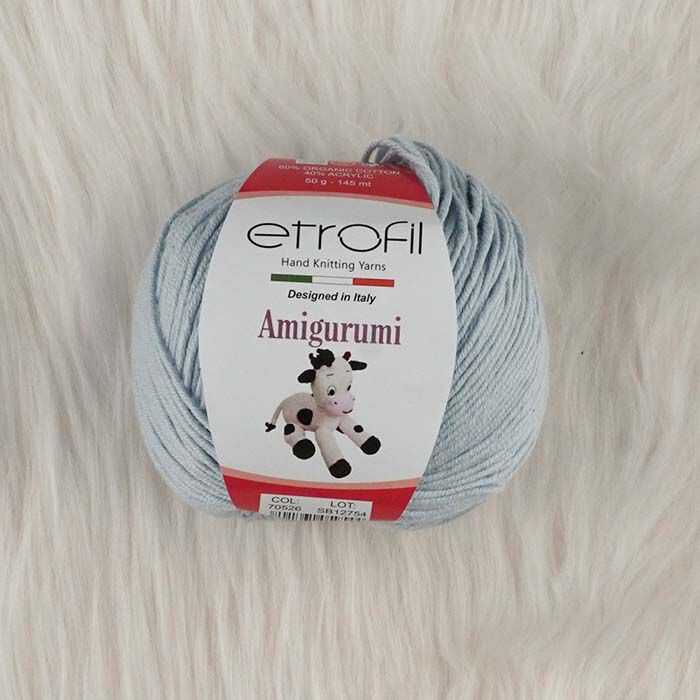 60% ORGANIC COTTON
40% ACRYLIC
50 g - 145 mt
etrofil
Hand Knitting Yarns
Designed in Italy
Amigurumi
COL: LOT:
70526 SB12754